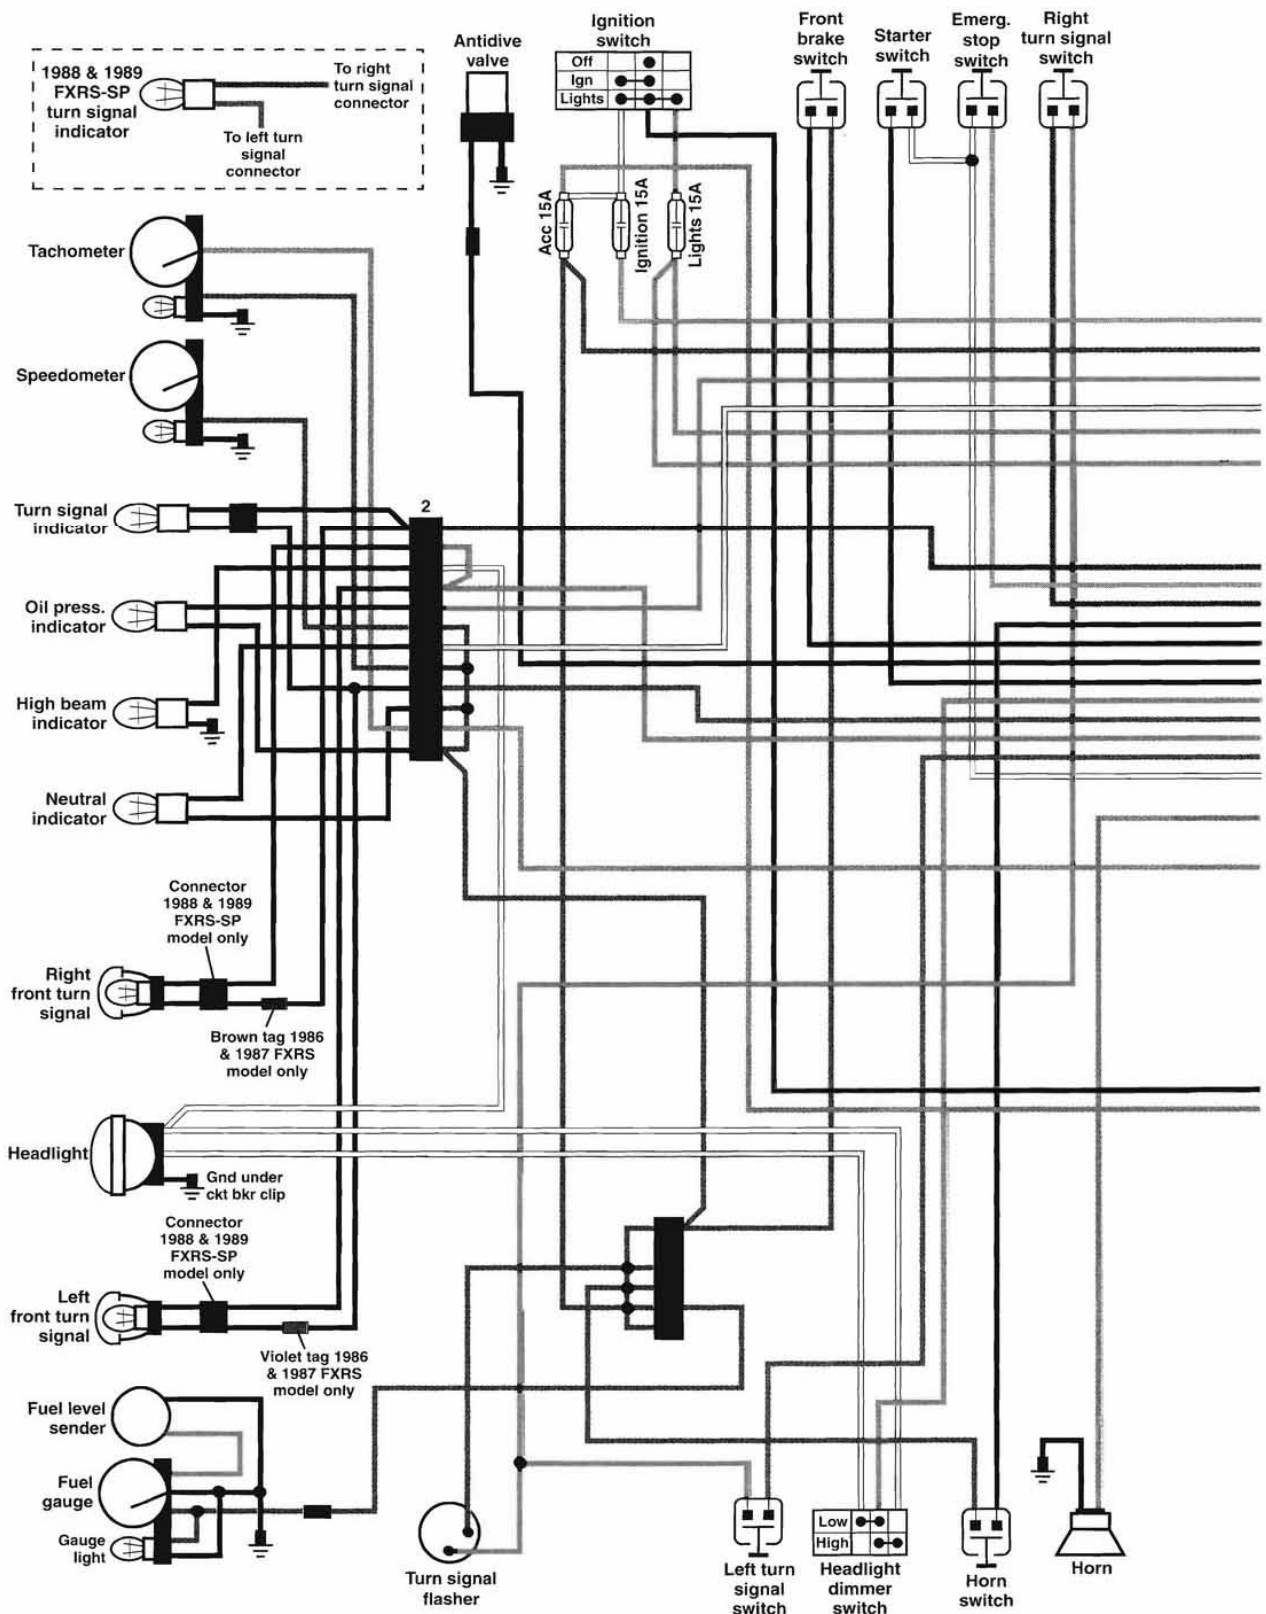 1988 & 1989
FXRS-SP
turn signal
indicator
To right
turn signal
connector
To left turn
signal
connector
Antidive
valve
Ignition
switch
Off
Ign
Lights
Front
brake
switch
Starter
switch
Emerg.
stop
switch
Right
turn signal
switch
Acc 15A
Ignition 15A
Lights 15A
Tachometer
Speedometer
Turn signal
indicator
2
Oil press.
indicator
High beam
indicator
Neutral
indicator
Connector
1988 & 1989
FXRS-SP
model only
Right
front turn
signal
Brown tag 1986
& 1987 FXRS
model only
Headlight
Gnd under
ckt bkr clip
Connector
1988 & 1989
FXRS-SP
model only
Left
front turn
signal
Violet tag 1986
& 1987 FXRS
model only
Fuel level
sender
Fuel
gauge
Gauge
light
Turn signal
flasher
Left turn
signal
switch
Low
High
Headlight
dimmer
switch
Horn
switch
Horn